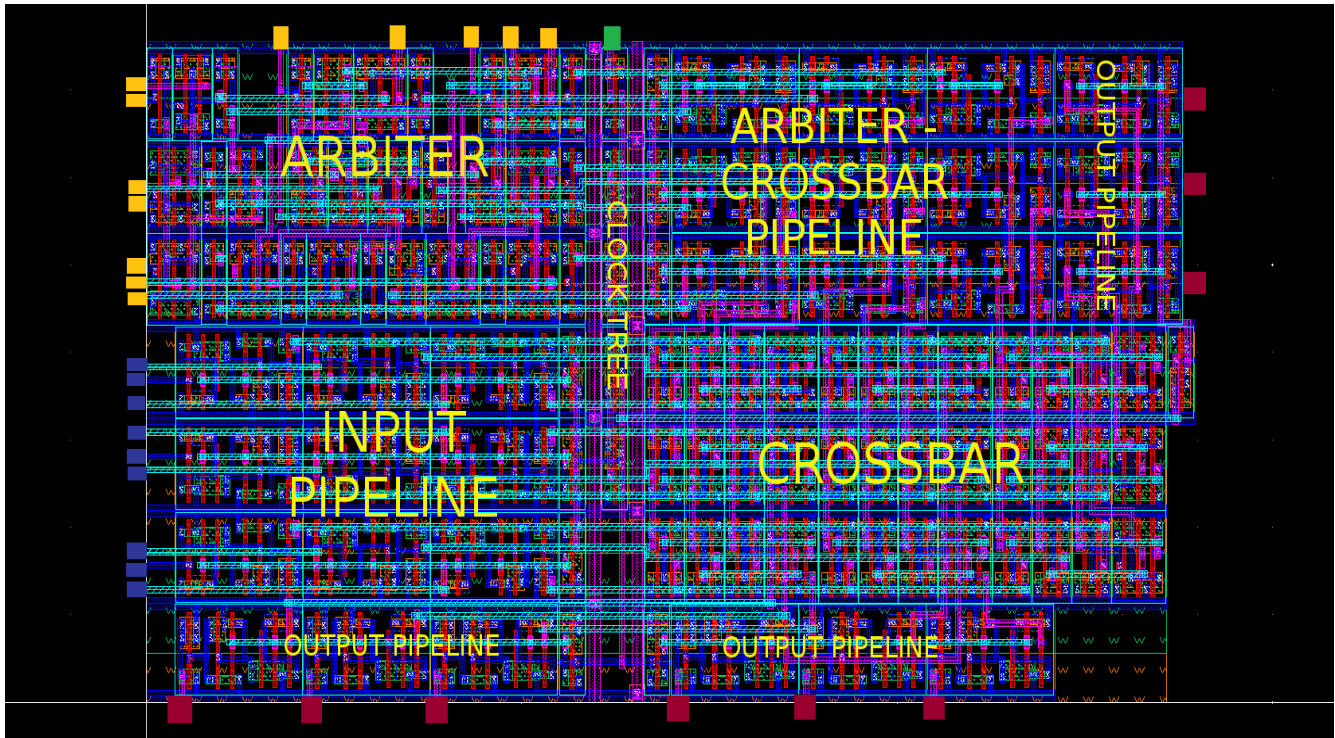 ARBITER
ARBITER -
CROSSBAR
PIPELINE
OUTPUT PIPELINE
CLOCK TREE
INPUT
PIPELINE
CROSSBAR
OUTPUT PIPELINE
OUTPUT PIPELINE